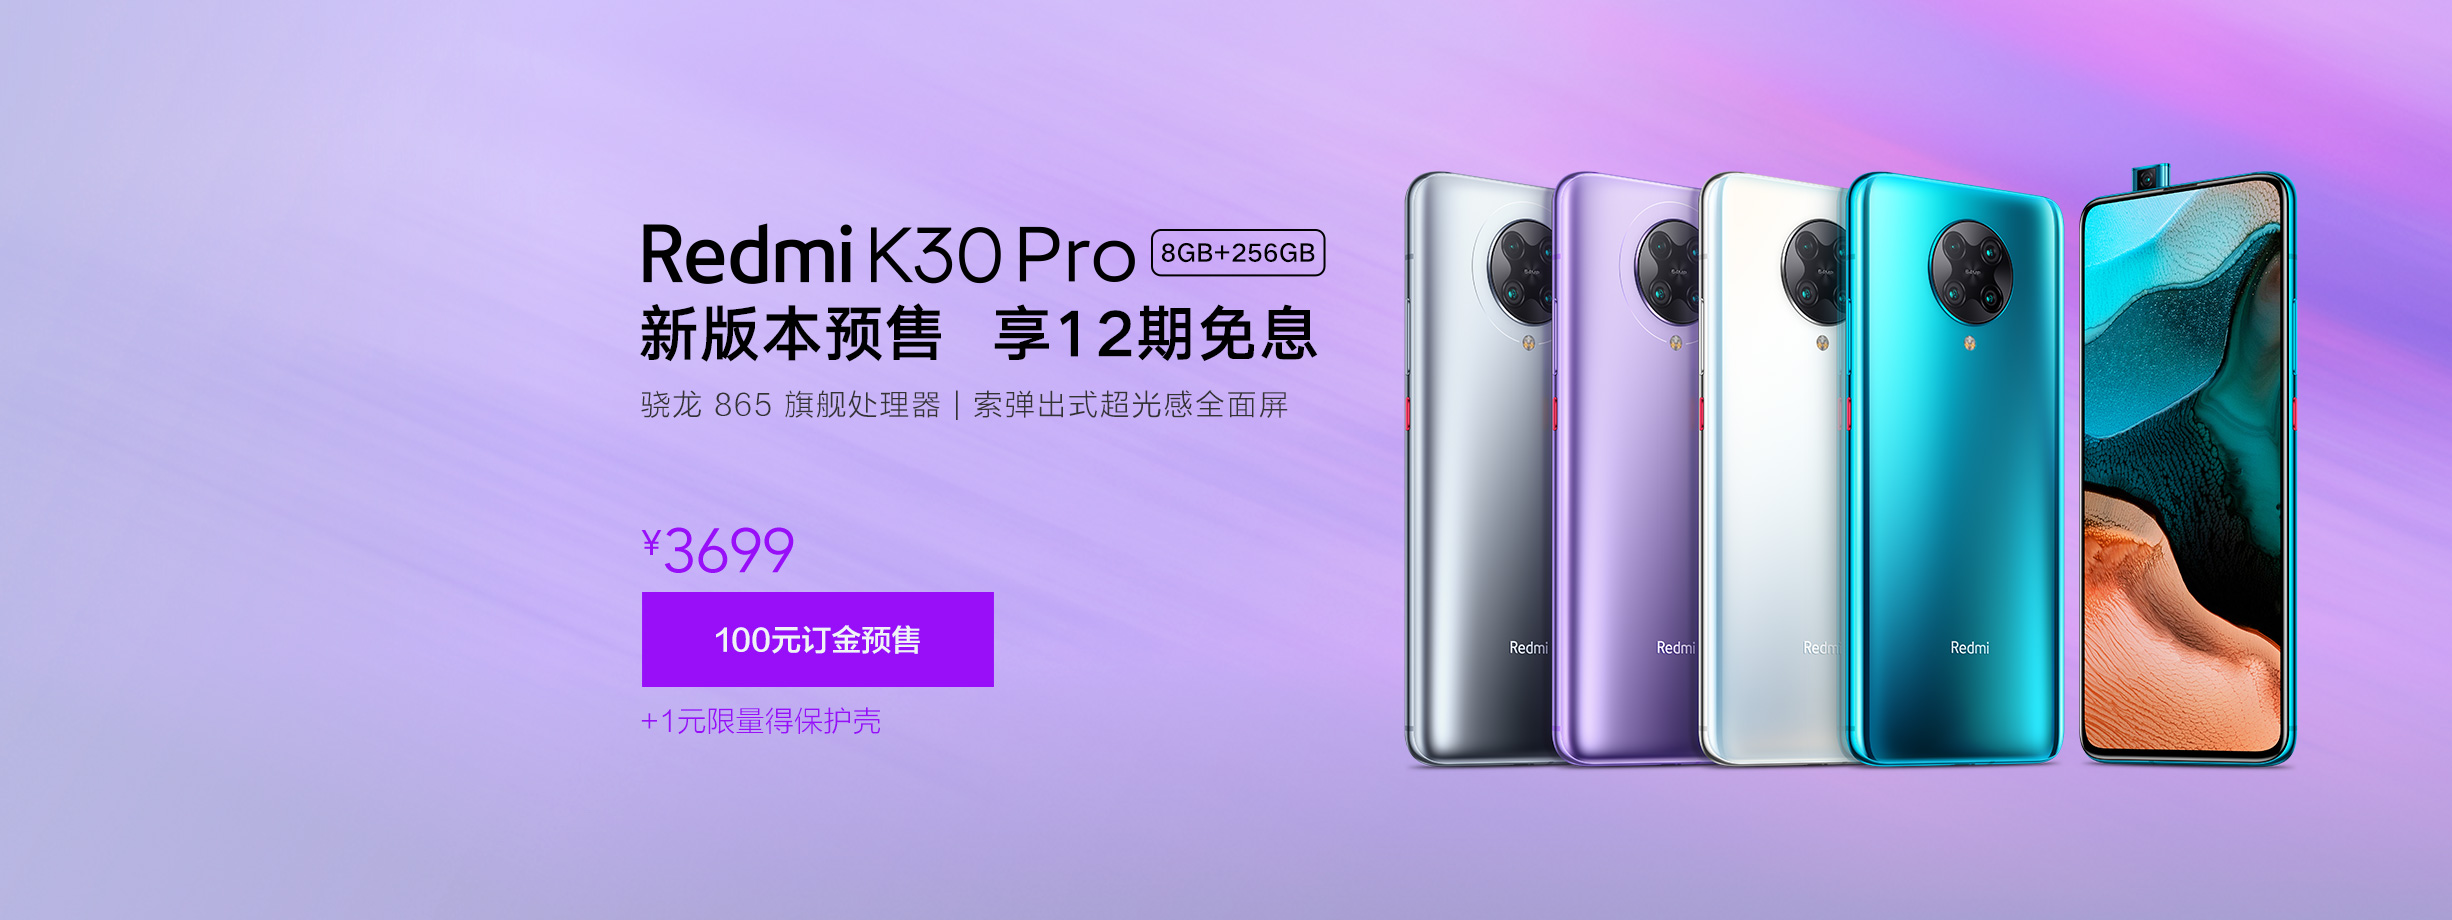 Redmi K30 Pro 8GB+256GB
新版本预售 享12期免息
骁龙 865 旗舰处理器 | 索弹出式超光感全面屏
¥3699
100元订金预售
+1元限量得保护壳
Redmi
Redmi
Redmi
Redmi